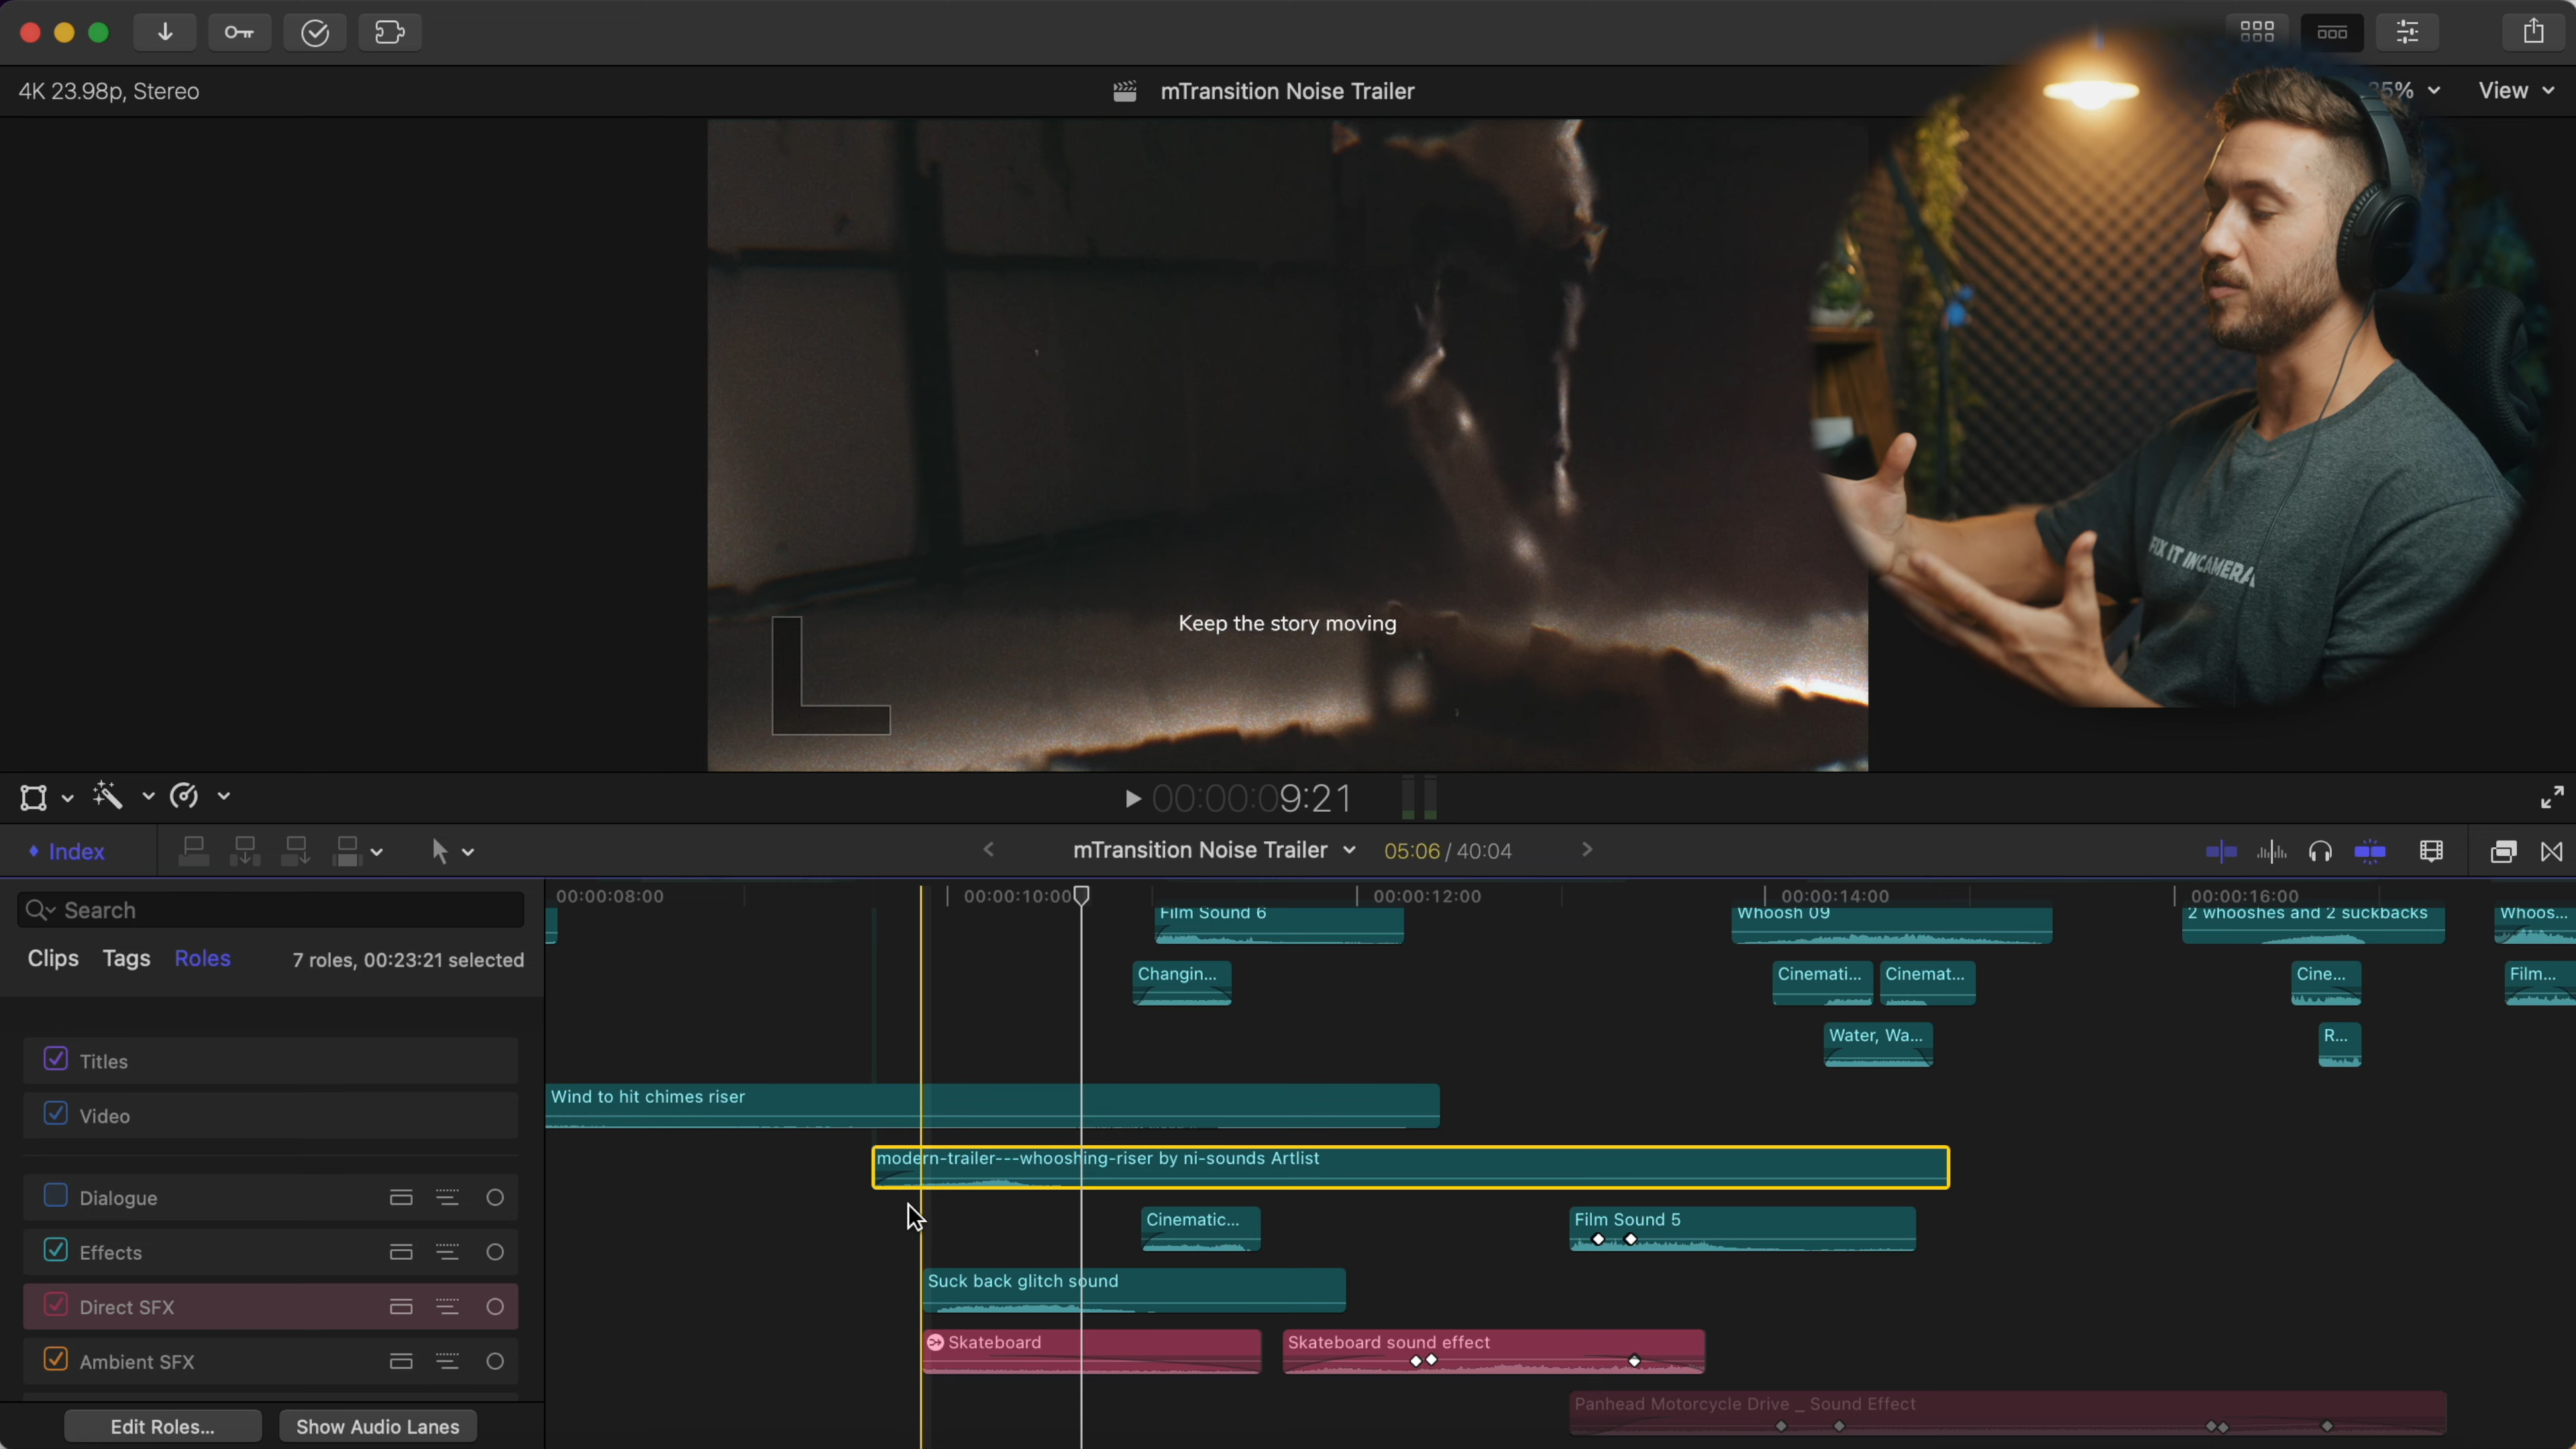 4K 23.98p, Stereo
mTransition Noise Trailer
View
Keep the story moving
FIX IT INCAMERA
00:00:09:21
Index
mTransition Noise Trailer
05:06 / 40:04
Search
Clips Tags Roles 7 roles, 00:23:21 selected
Titles
Video
Dialogue
Effects
Direct SFX
Ambient SFX
Edit Roles...
Show Audio Lanes
00:00:08:00 00:00:10:00 00:00:12:00 00:00:14:00 00:00:16:00
Film Sound 6 Whoosh 09 2 whooshes and 2 suckbacks Whoos...
Changin... Cinemati... Cinemat... Cine... Film...
Water, Wa... R...
Wind to hit chimes riser
modern-trailer---whooshing-riser by ni-sounds Artlist
Cinematic... Film Sound 5
Suck back glitch sound
Skateboard Skateboard sound effect
Panhead Motorcycle Drive _ Sound Effect